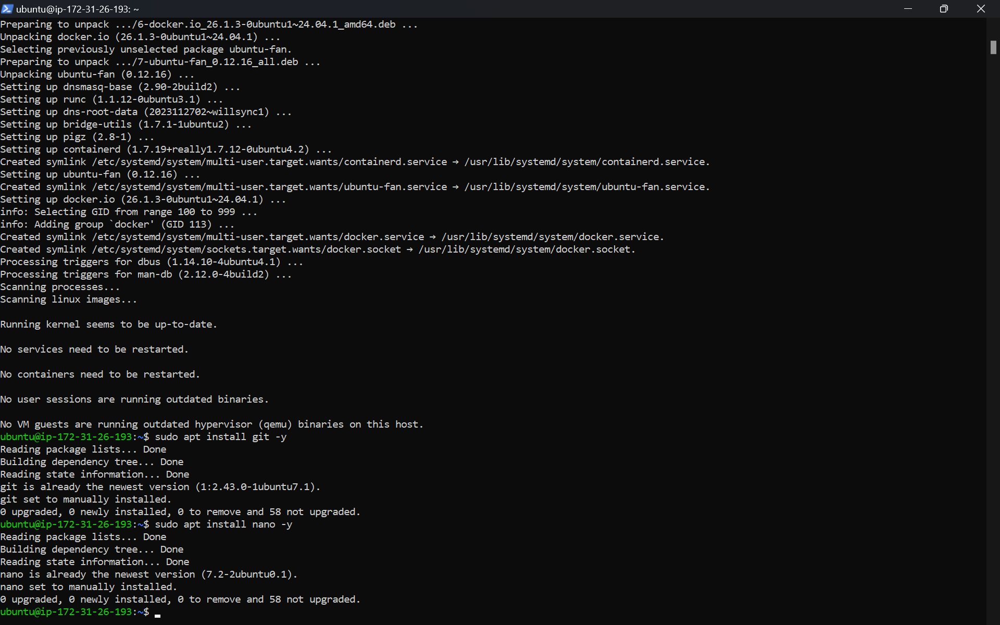 ubuntu@ip-172-31-26-193: ~
Preparing to unpack .../6-docker.io_26.1.3-0ubuntu1~24.04.1_amd64.deb ...
Unpacking docker.io (26.1.3-0ubuntu1~24.04.1) ...
Selecting previously unselected package ubuntu-fan.
Preparing to unpack .../7-ubuntu-fan_0.12.16_all.deb ...
Unpacking ubuntu-fan (0.12.16) ...
Setting up dnsmasq-base (2.90-2build2) ...
Setting up runc (1.1.12-0ubuntu3.1) ...
Setting up dns-root-data (2023112702~willsync1) ...
Setting up bridge-utils (1.7.1-1ubuntu2) ...
Setting up pigz (2.8-1) ...
Setting up containerd (1.7.19+really1.7.12-0ubuntu4.2) ...
Created symlink /etc/systemd/system/multi-user.target.wants/containerd.service → /usr/lib/systemd/system/containerd.service.
Setting up ubuntu-fan (0.12.16) ...
Created symlink /etc/systemd/system/multi-user.target.wants/ubuntu-fan.service → /usr/lib/systemd/system/ubuntu-fan.service.
Setting up docker.io (26.1.3-0ubuntu1~24.04.1) ...
info: Selecting GID from range 100 to 999 ...
info: Adding group `docker' (GID 113) ...
Created symlink /etc/systemd/system/multi-user.target.wants/docker.service → /usr/lib/systemd/system/docker.service.
Created symlink /etc/systemd/system/sockets.target.wants/docker.socket → /usr/lib/systemd/system/docker.socket.
Processing triggers for dbus (1.14.10-4ubuntu4.1) ...
Processing triggers for man-db (2.12.0-4build2) ...
Scanning processes...
Scanning linux images...
Running kernel seems to be up-to-date.
No services need to be restarted.
No containers need to be restarted.
No user sessions are running outdated binaries.
No VM guests are running outdated hypervisor (qemu) binaries on this host.
ubuntu@ip-172-31-26-193:~$ sudo apt install git -y
Reading package lists... Done
Building dependency tree... Done
Reading state information... Done
git is already the newest version (1:2.43.0-1ubuntu7.1).
git set to manually installed.
0 upgraded, 0 newly installed, 0 to remove and 58 not upgraded.
ubuntu@ip-172-31-26-193:~$ sudo apt install nano -y
Reading package lists... Done
Building dependency tree... Done
Reading state information... Done
nano is already the newest version (7.2-2ubuntu0.1).
nano set to manually installed.
0 upgraded, 0 newly installed, 0 to remove and 58 not upgraded.
ubuntu@ip-172-31-26-193:~$